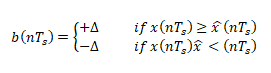 b(nTₛ) = { +Δ if x(nTₛ) ≥ x̂ (nTₛ)
−Δ if x(nTₛ)x̂ < (nTₛ)